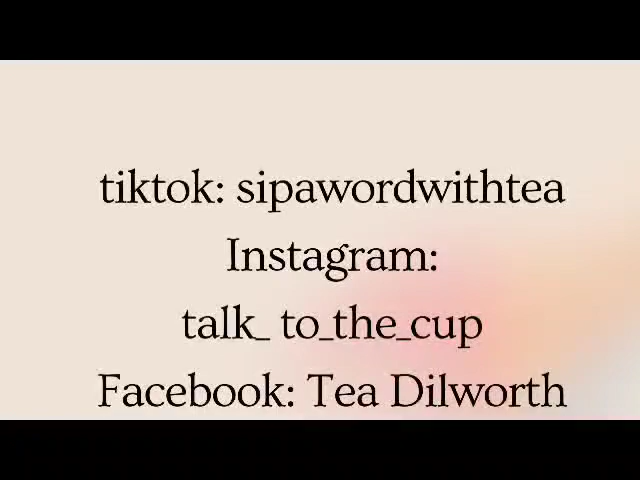 tiktok: sipawordwithtea
Instagram:
talk_ to_the_cup
Facebook: Tea Dilworth